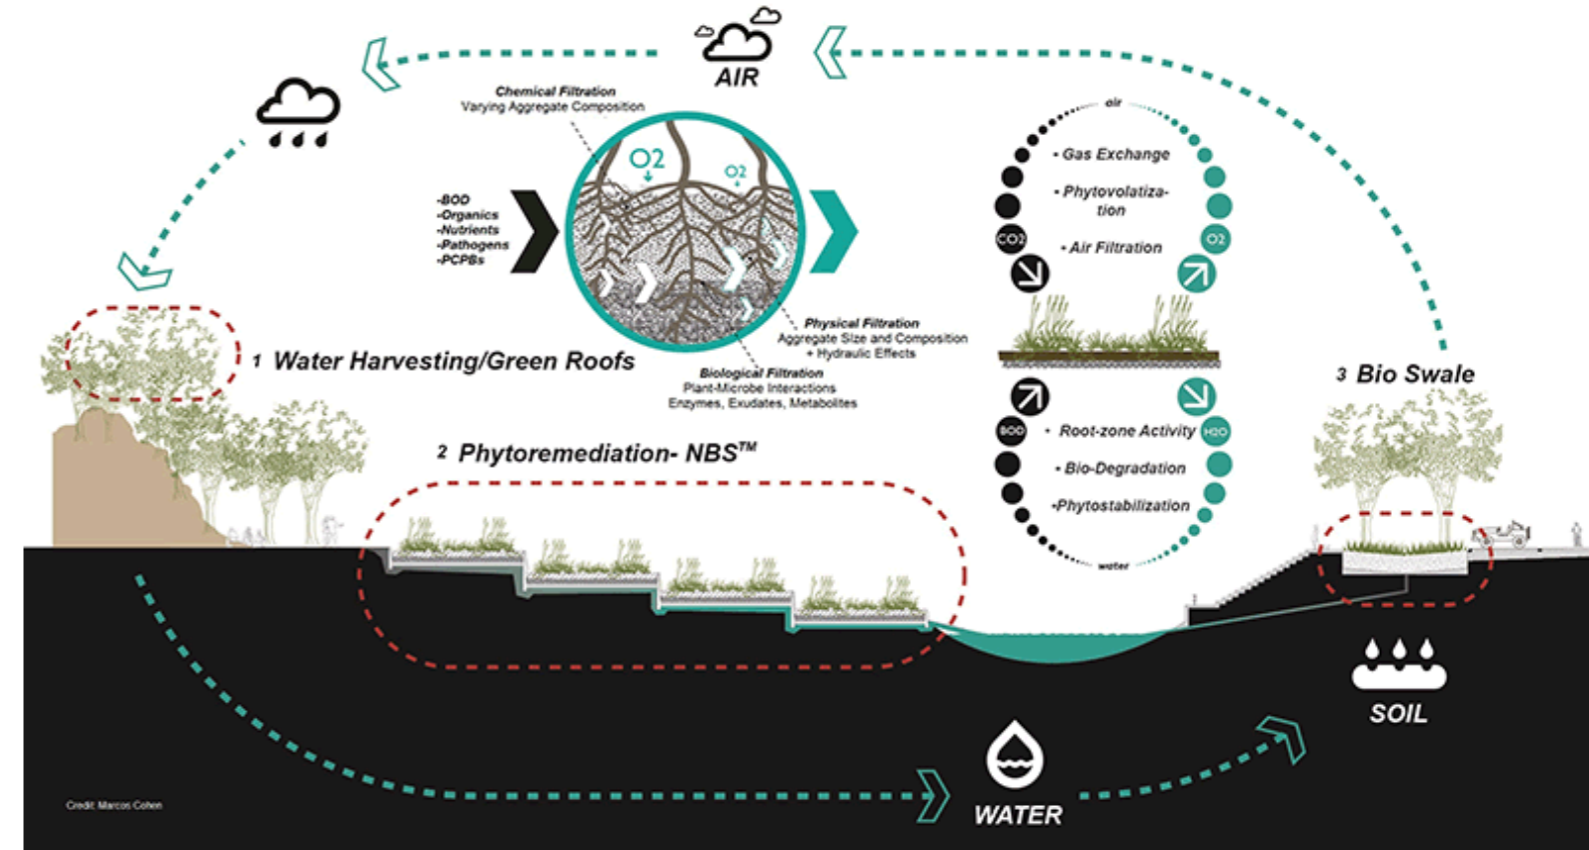 AIR
Chemical Filtration
Varying Aggregate Composition
O2
O2
-BOD
-Organics
-Nutrients
-Pathogens
-PCPBs
Physical Filtration
Aggregate Size and Composition
+ Hydraulic Effects
Biological Filtration
Plant-Microbe Interactions
Enzymes, Exudates, Metabolites
air
• Gas Exchange
• Phytovolatiza-
tion
• Air Filtration
CO2
O2
BOD
H2O
• Root-zone Activity
• Bio-Degradation
•Phytostabilization
water
1 Water Harvesting/Green Roofs
2 Phytoremediation- NBS™
3 Bio Swale
SOIL
WATER
Credit: Marcos Cohen